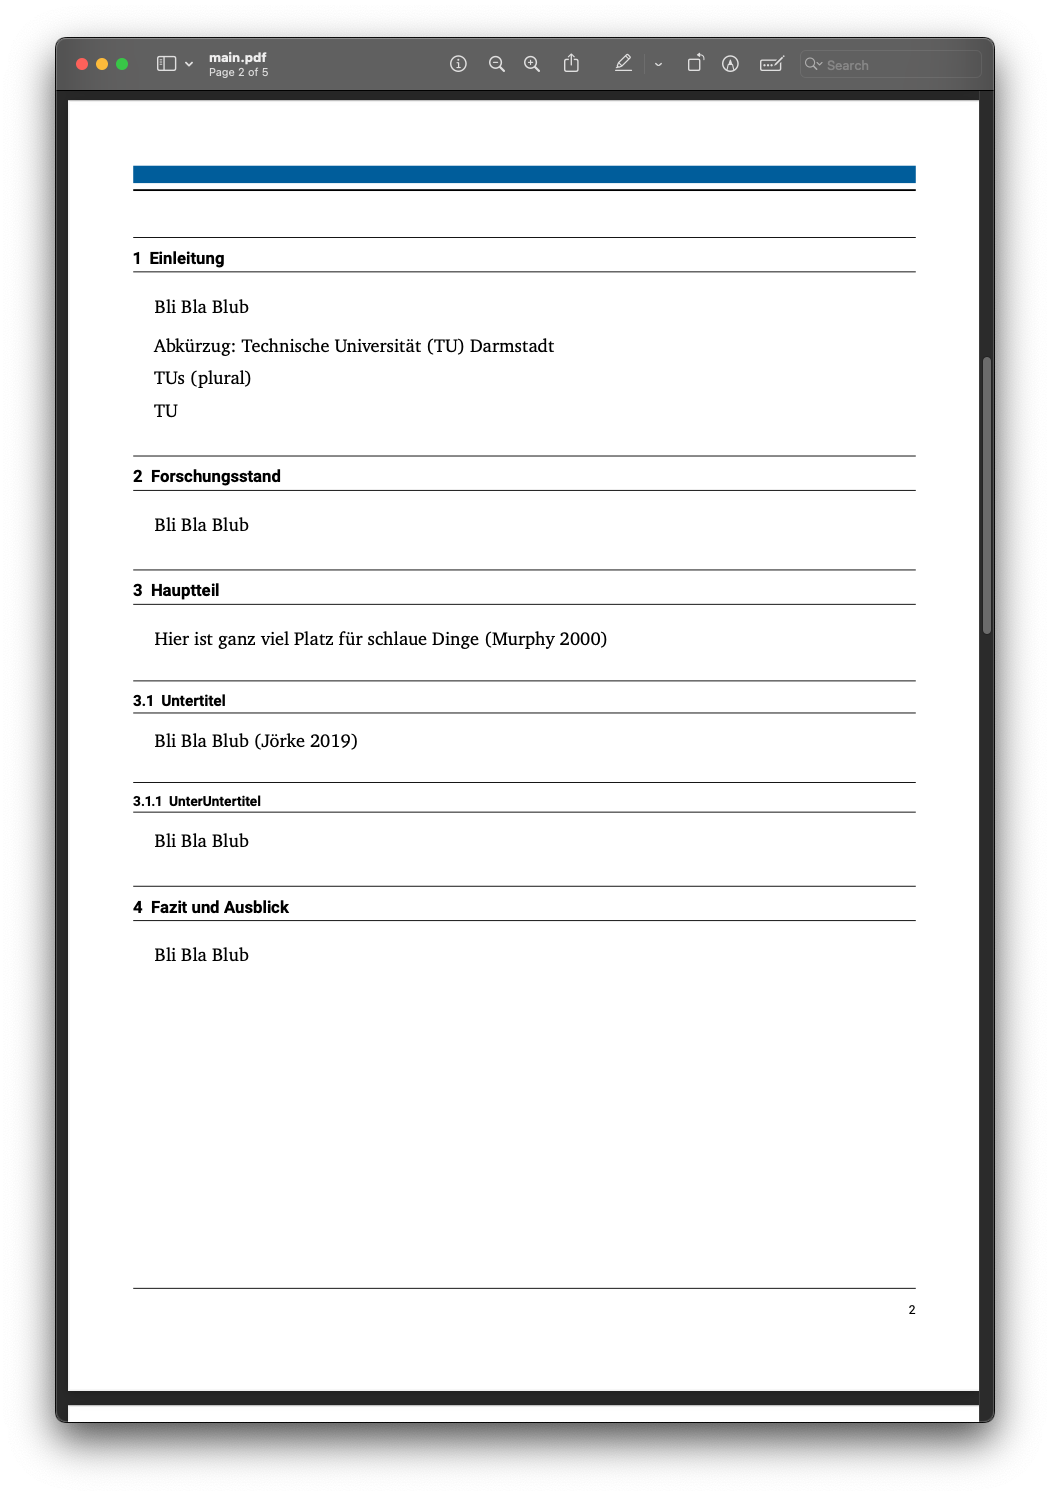 main.pdf
Page 2 of 5
Search
1 Einleitung
Bli Bla Blub
Abkürzug: Technische Universität (TU) Darmstadt
TUs (plural)
TU
2 Forschungsstand
Bli Bla Blub
3 Hauptteil
Hier ist ganz viel Platz für schlaue Dinge (Murphy 2000)
3.1 Untertitel
Bli Bla Blub (Jörke 2019)
3.1.1 UnterUntertitel
Bli Bla Blub
4 Fazit und Ausblick
Bli Bla Blub
2